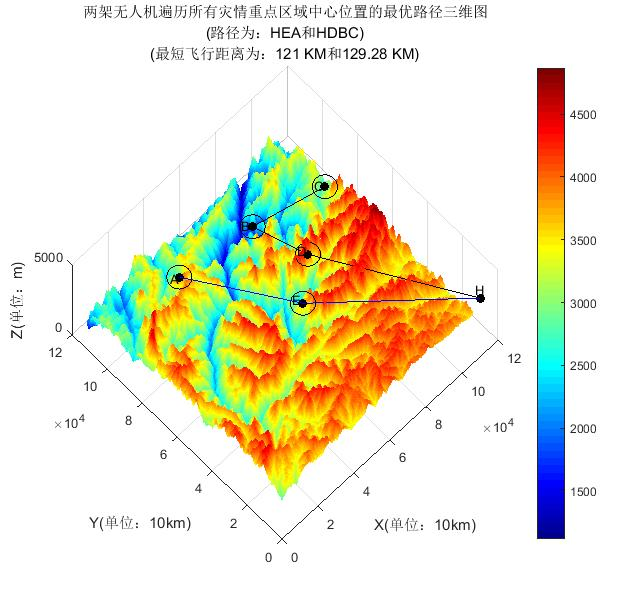 两架无人机遍历所有灾情重点区域中心位置的最优路径三维图
(路径为：HEA和HDBC)
(最短飞行距离为：121 KM和129.28 KM)
4500
4000
3500
3000
2500
2000
1500
C
B
D
A
E
H
Z(单位：m)
5000
0
12
10
8
6
4
2
0
×10⁴
Y(单位：10km)
0
2
4
6
8
10
12
×10⁴
X(单位：10km)